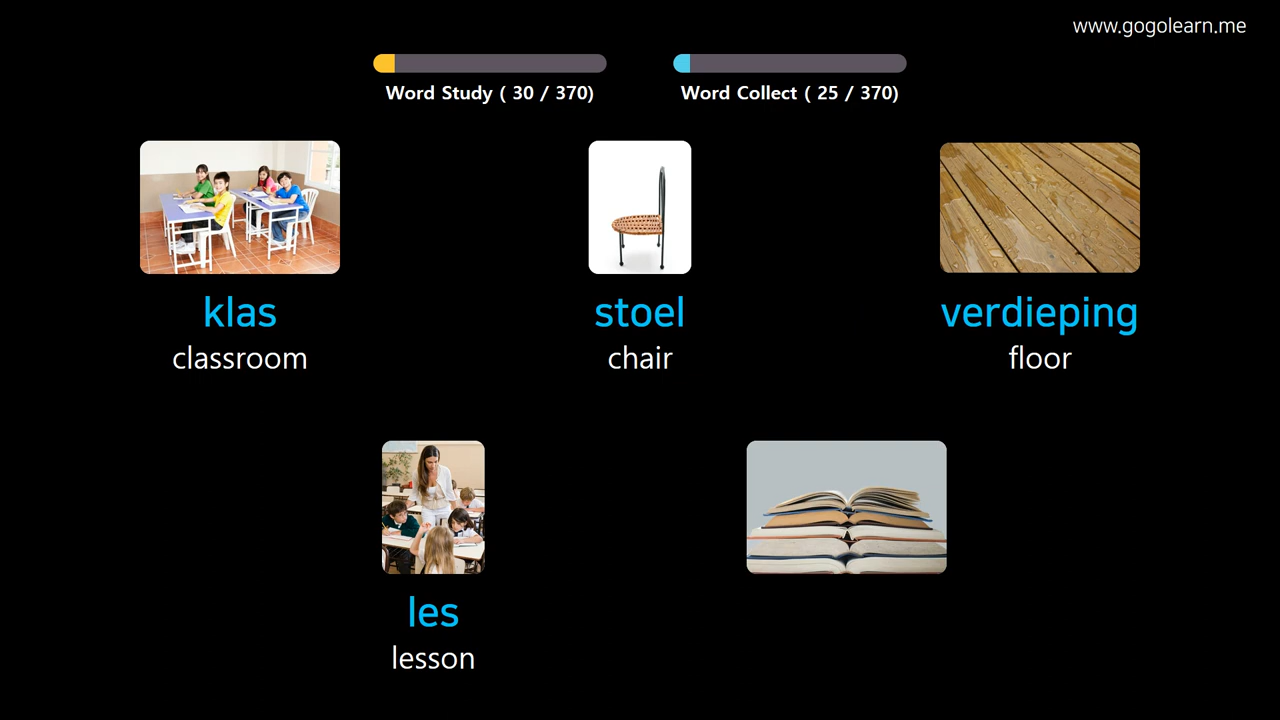 www.gogolearn.me
Word Study ( 30 / 370)
Word Collect ( 25 / 370)
klas
classroom
stoel
chair
verdieping
floor
les
lesson